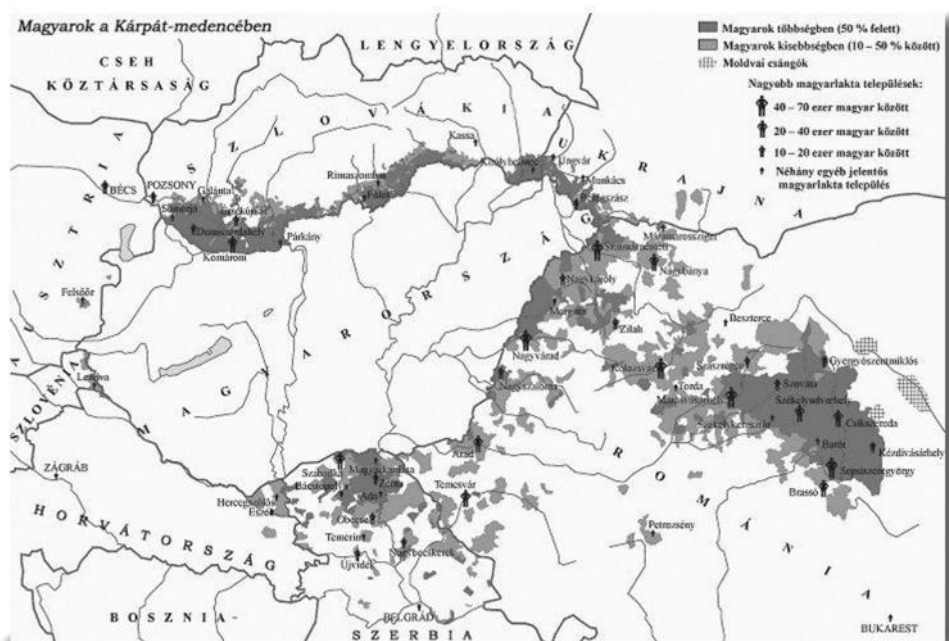 Magyarok a Kárpát-medencében
Magyarok többségben (50 % felett)
Magyarok kisebbségben (10 – 50 % között)
Moldvai csángók
Nagyobb magyarlakta települések:
40 – 70 ezer magyar között
20 – 40 ezer magyar között
10 – 20 ezer magyar között
Néhány egyéb jelentős
magyarlakta település
LENGYELORSZÁG
CSEH
KÖZTÁRSASÁG
SZLOVÁKIA
UKRAJNA
AUSZTRIA
MAGYARORSZÁG
SZLOVÉNIA
HORVÁTORSZÁG
BOSZNIA-
SZERBIA
ROMÁNIA
BÉCS
POZSONY
Galánta
Somorja
Dunaszerdahely
Komárom
Párkány
Rimaszombat
Kassa
Királyhelmec
Ungvár
Munkács
Beregszász
Felsőőr
Lendva
ZÁGRÁB
Máramarossziget
Szatmárnémeti
Nagybánya
Nagykároly
Margitta
Zilah
Beszterce
Nagyvárad
Nagyszalonta
Kolozsvár
Torda
Szászrégen
Gyergyószentmiklós
Marosvásárhely
Szováta
Székelyudvarhely
Csíkszereda
Székelykeresztúr
Barót
Kézdivásárhely
Sepsiszentgyörgy
Brassó
Arad
Temesvár
Petrozsény
Szabadka
Magyarkanizsa
Bácstopolya
Zenta
Ada
Hercegszőlős
Eszék
Óbecse
Temerin
Nagybecskerek
Újvidék
BELGRÁD
BUKAREST